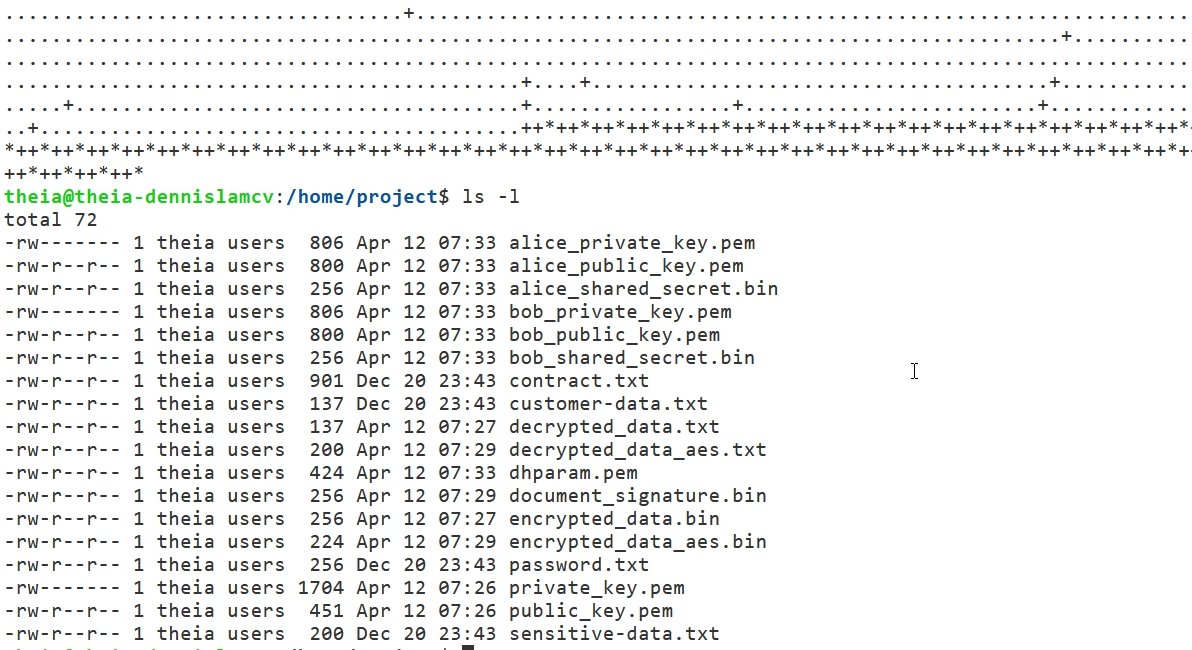 ..................................+..................................................................
..........................................................................................+..........
.....................................................................................................
............................................+....+.......................................+...........
.....+......................................+.................+.........................+............
..+.........................................++*++*++*++*++*++*++*++*++*++*++*++*++*++*++*++*++*++*++*
*++*++*++*++*++*++*++*++*++*++*++*++*++*++*++*++*++*++*++*++*++*++*++*++*++*++*++*++*++*++*++*++*++*+
++*++*++*++*
theia@theia-dennislamcv:/home/project$ ls -l
total 72
-rw------- 1 theia users  806 Apr 12 07:33 alice_private_key.pem
-rw-r--r-- 1 theia users  800 Apr 12 07:33 alice_public_key.pem
-rw-r--r-- 1 theia users  256 Apr 12 07:33 alice_shared_secret.bin
-rw------- 1 theia users  806 Apr 12 07:33 bob_private_key.pem
-rw-r--r-- 1 theia users  800 Apr 12 07:33 bob_public_key.pem
-rw-r--r-- 1 theia users  256 Apr 12 07:33 bob_shared_secret.bin
-rw-r--r-- 1 theia users  901 Dec 20 23:43 contract.txt
-rw-r--r-- 1 theia users  137 Dec 20 23:43 customer-data.txt
-rw-r--r-- 1 theia users  137 Apr 12 07:27 decrypted_data.txt
-rw-r--r-- 1 theia users  200 Apr 12 07:29 decrypted_data_aes.txt
-rw-r--r-- 1 theia users  424 Apr 12 07:33 dhparam.pem
-rw-r--r-- 1 theia users  256 Apr 12 07:29 document_signature.bin
-rw-r--r-- 1 theia users  256 Apr 12 07:27 encrypted_data.bin
-rw-r--r-- 1 theia users  224 Apr 12 07:29 encrypted_data_aes.bin
-rw-r--r-- 1 theia users  256 Dec 20 23:43 password.txt
-rw------- 1 theia users 1704 Apr 12 07:26 private_key.pem
-rw-r--r-- 1 theia users  451 Apr 12 07:26 public_key.pem
-rw-r--r-- 1 theia users  200 Dec 20 23:43 sensitive-data.txt